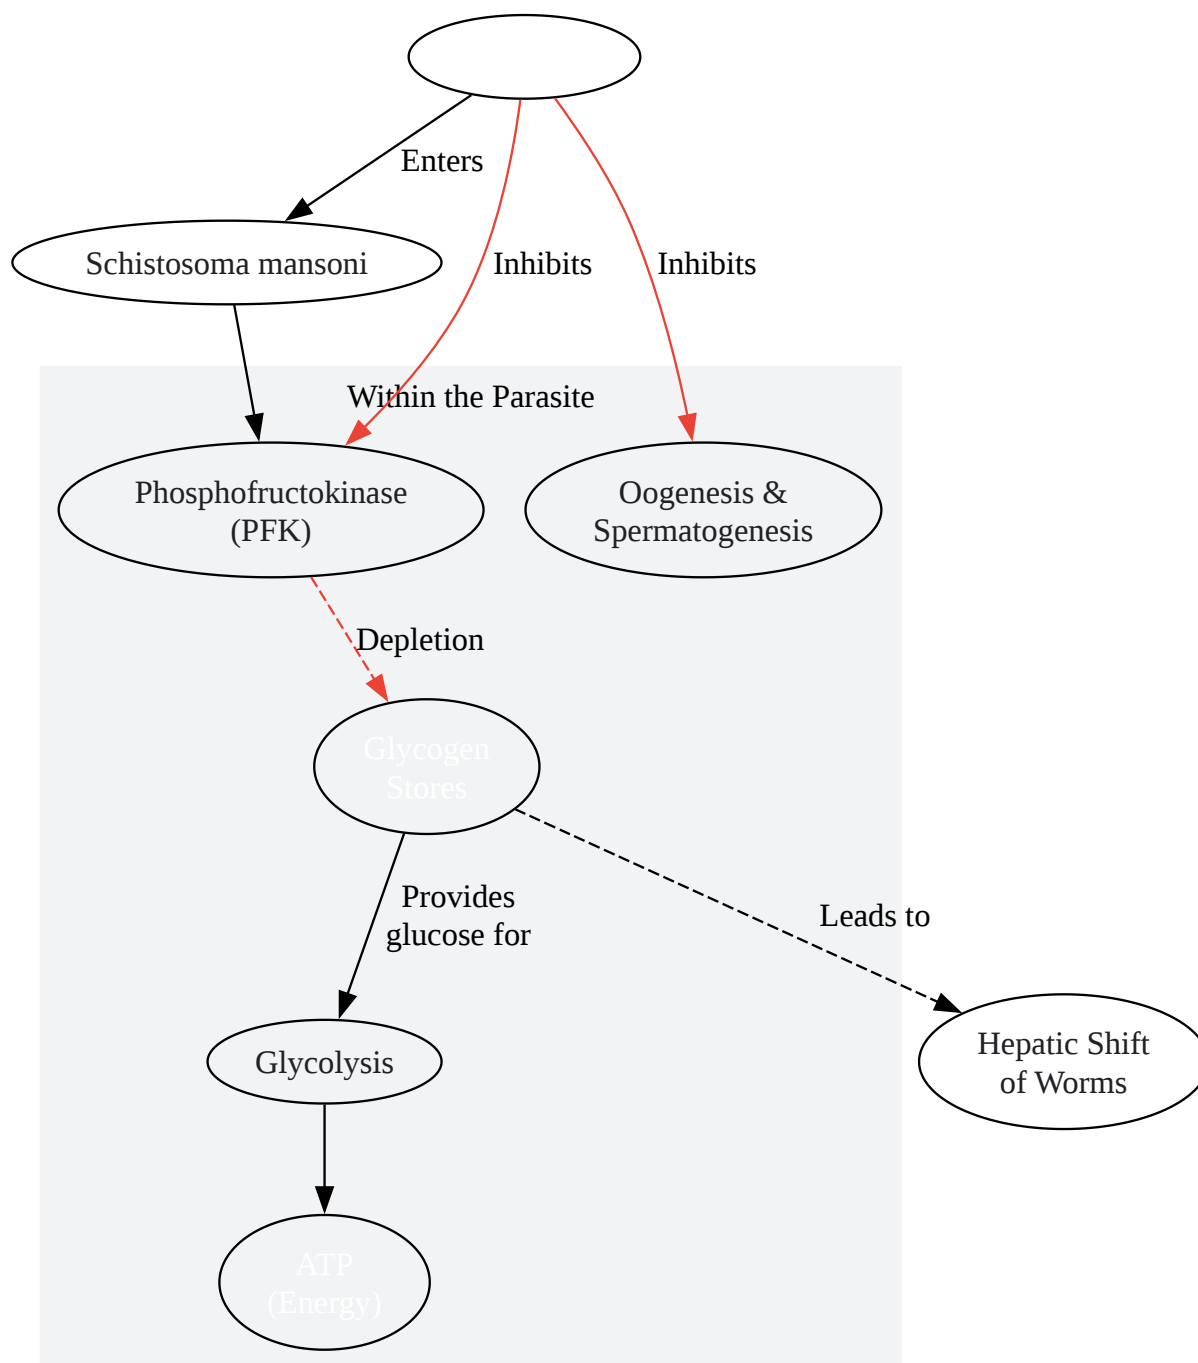 Enters
Schistosoma mansoni
Inhibits
Inhibits
Within the Parasite
Phosphofructokinase
(PFK)
Oogenesis &
Spermatogenesis
Depletion
Glycogen
Stores
Provides
glucose for
Leads to
Glycolysis
Hepatic Shift
of Worms
ATP
(Energy)